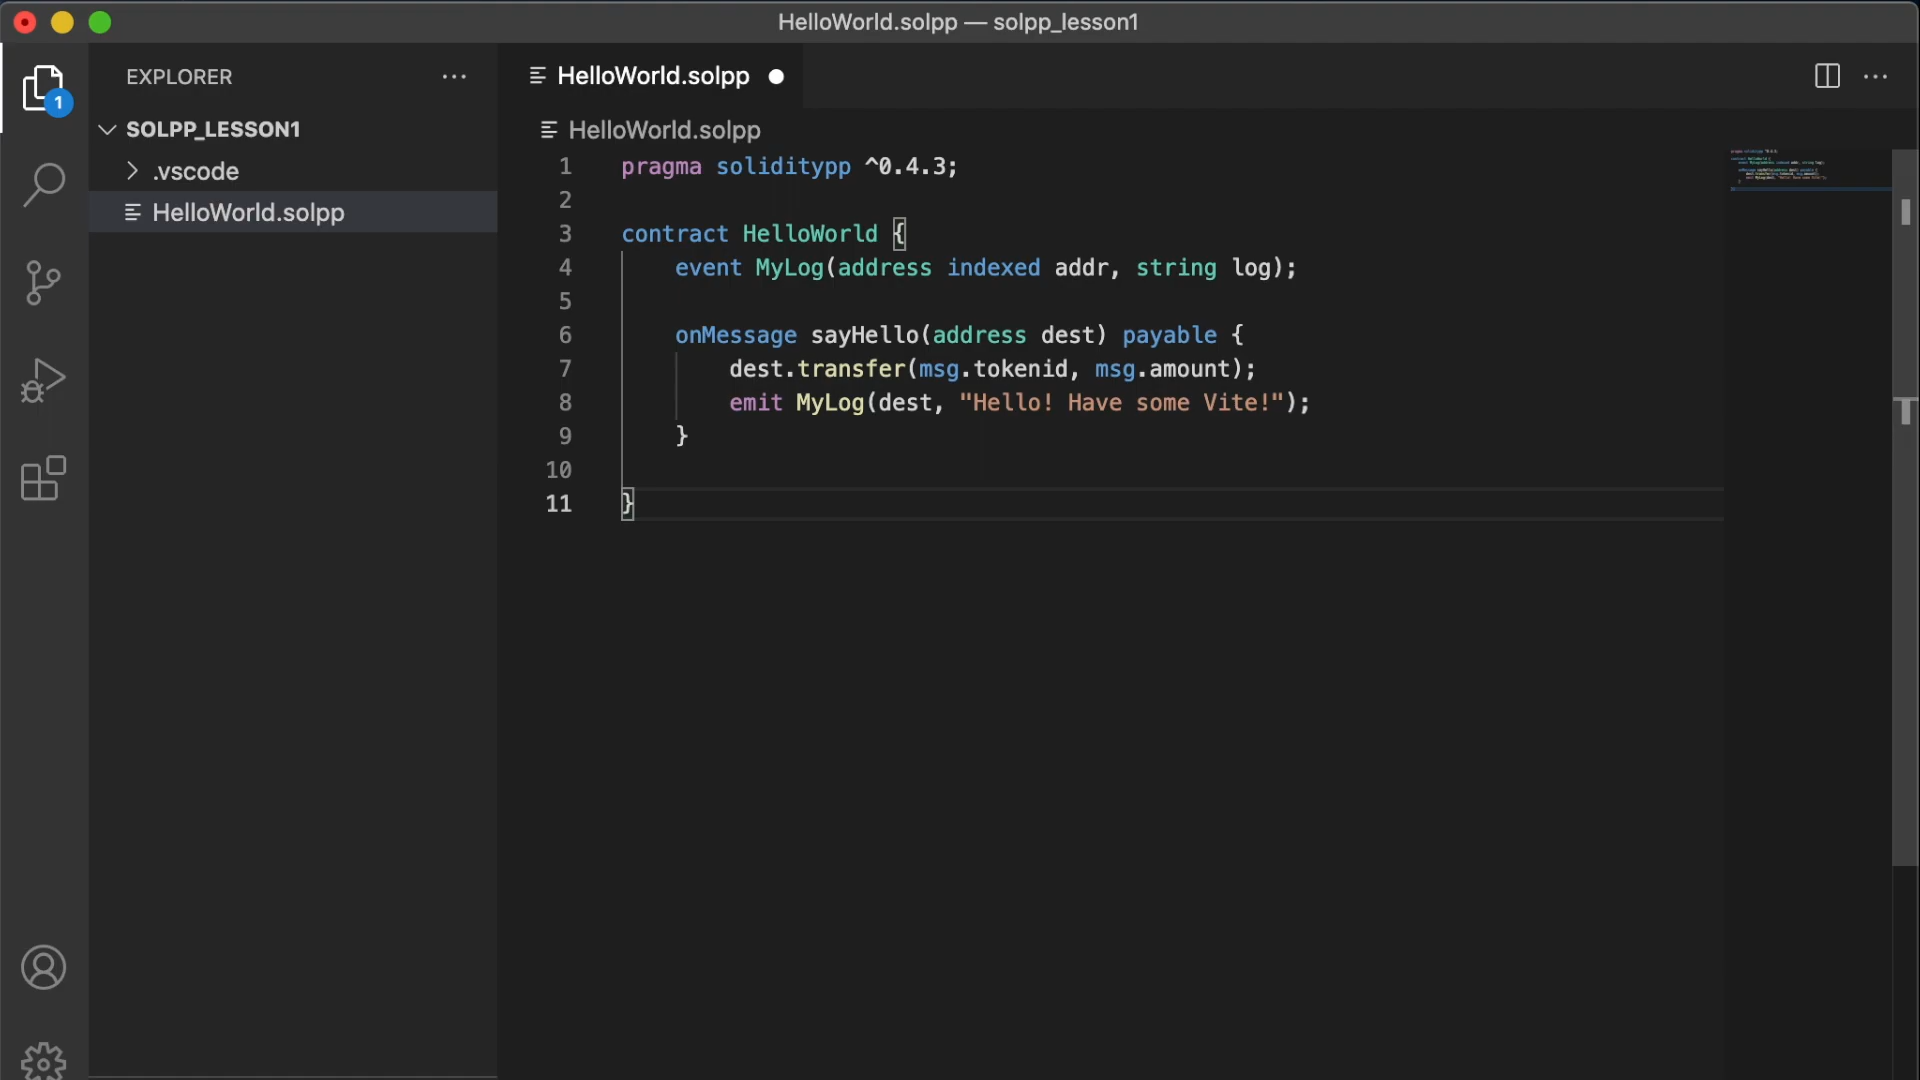 HelloWorld.solpp — solpp_lesson1
EXPLORER
SOLPP_LESSON1
.vscode
HelloWorld.solpp
1
HelloWorld.solpp
HelloWorld.solpp
1 pragma soliditypp ^0.4.3;
2
3 contract HelloWorld {
4 event MyLog(address indexed addr, string log);
5
6 onMessage sayHello(address dest) payable {
7 dest.transfer(msg.tokenid, msg.amount);
8 emit MyLog(dest, "Hello! Have some Vite!");
9 }
10
11 }